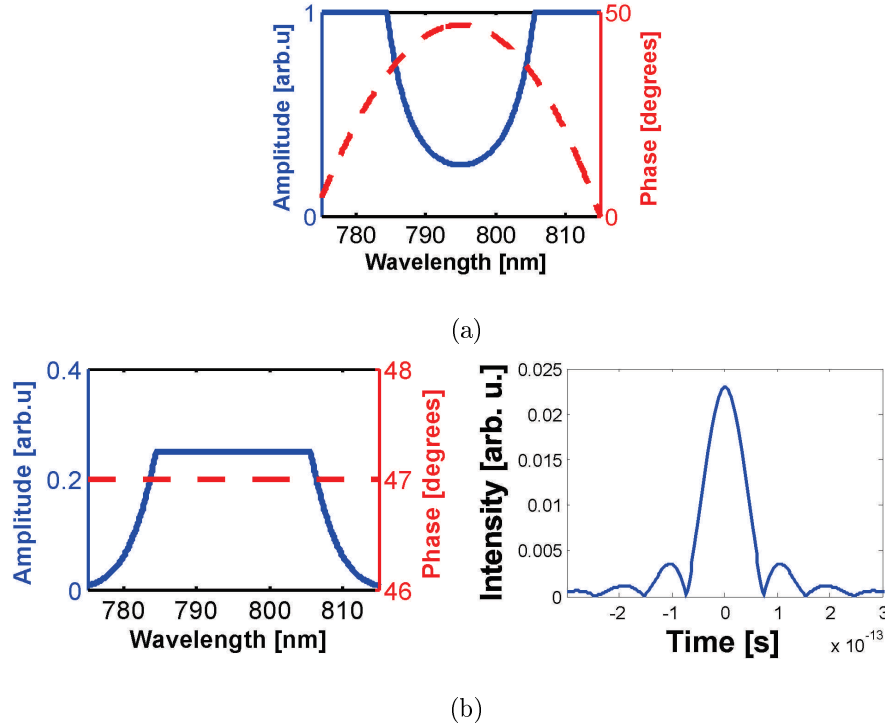 1
50
Amplitude [arb.u]
Phase [degrees]
0
0
780 790 800 810
Wavelength [nm]
(a)
0.4
48
0.2
47
0
46
Amplitude [arb.u]
Phase [degrees]
780 790 800 810
Wavelength [nm]
0.025
0.02
0.015
0.01
0.005
0
Intensity [arb. u.]
-2 -1 0 1 2 3
Time [s]
x 10⁻¹³
(b)